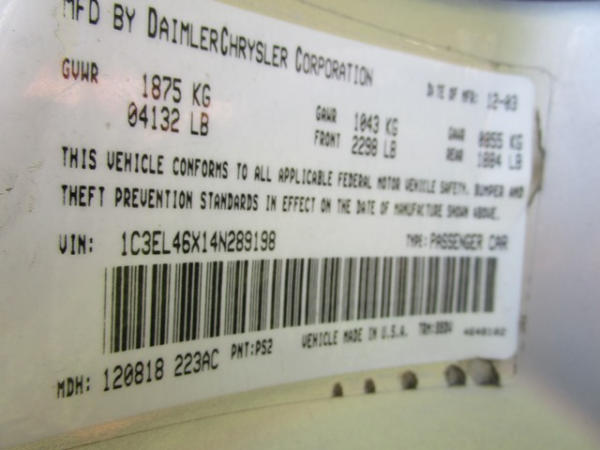 MFD BY DAIMLERCHRYSLER CORPORATION
DATE OF MFR: 12-03
GVWR 1875 KG
04132 LB
GAWR 1043 KG
FRONT 2298 LB
GAWR 0855 KG
REAR 1884 LB
THIS VEHICLE CONFORMS TO ALL APPLICABLE FEDERAL MOTOR VEHICLE SAFETY, BUMPER AND
THEFT PREVENTION STANDARDS IN EFFECT ON THE DATE OF MANUFACTURE SHOWN ABOVE.
VIN: 1C3EL46X14N289198 TYPE: PASSENGER CAR
MDH: 120818 223AC PNT:PS2 VEHICLE MADE IN U.S.A. TRM: